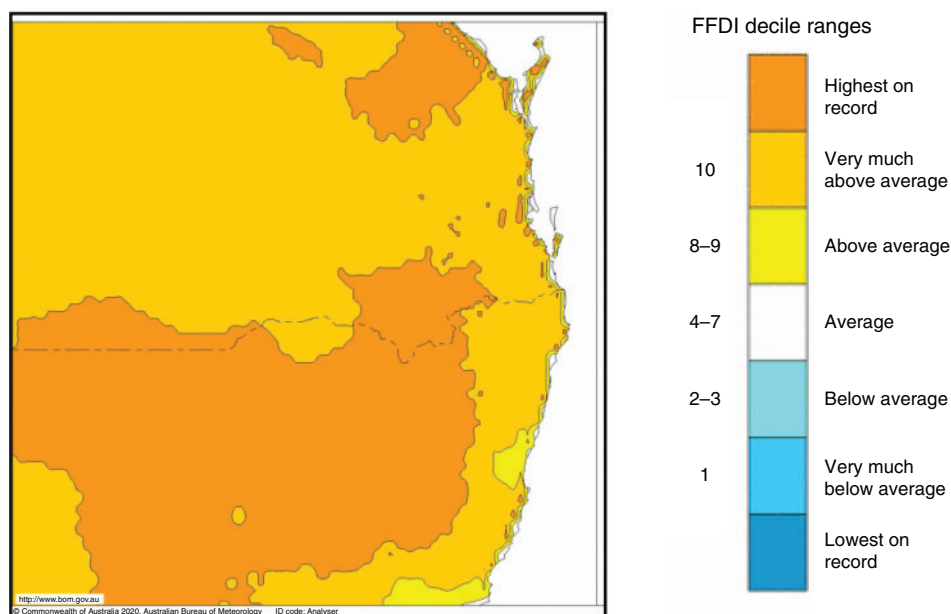 FFDI decile ranges
Highest on
record
10
Very much
above average
8–9
Above average
4–7
Average
2–3
Below average
1
Very much
below average
Lowest on
record
http://www.bom.gov.au
© Commonwealth of Australia 2020, Australian Bureau of Meteorology ID code: Analyser